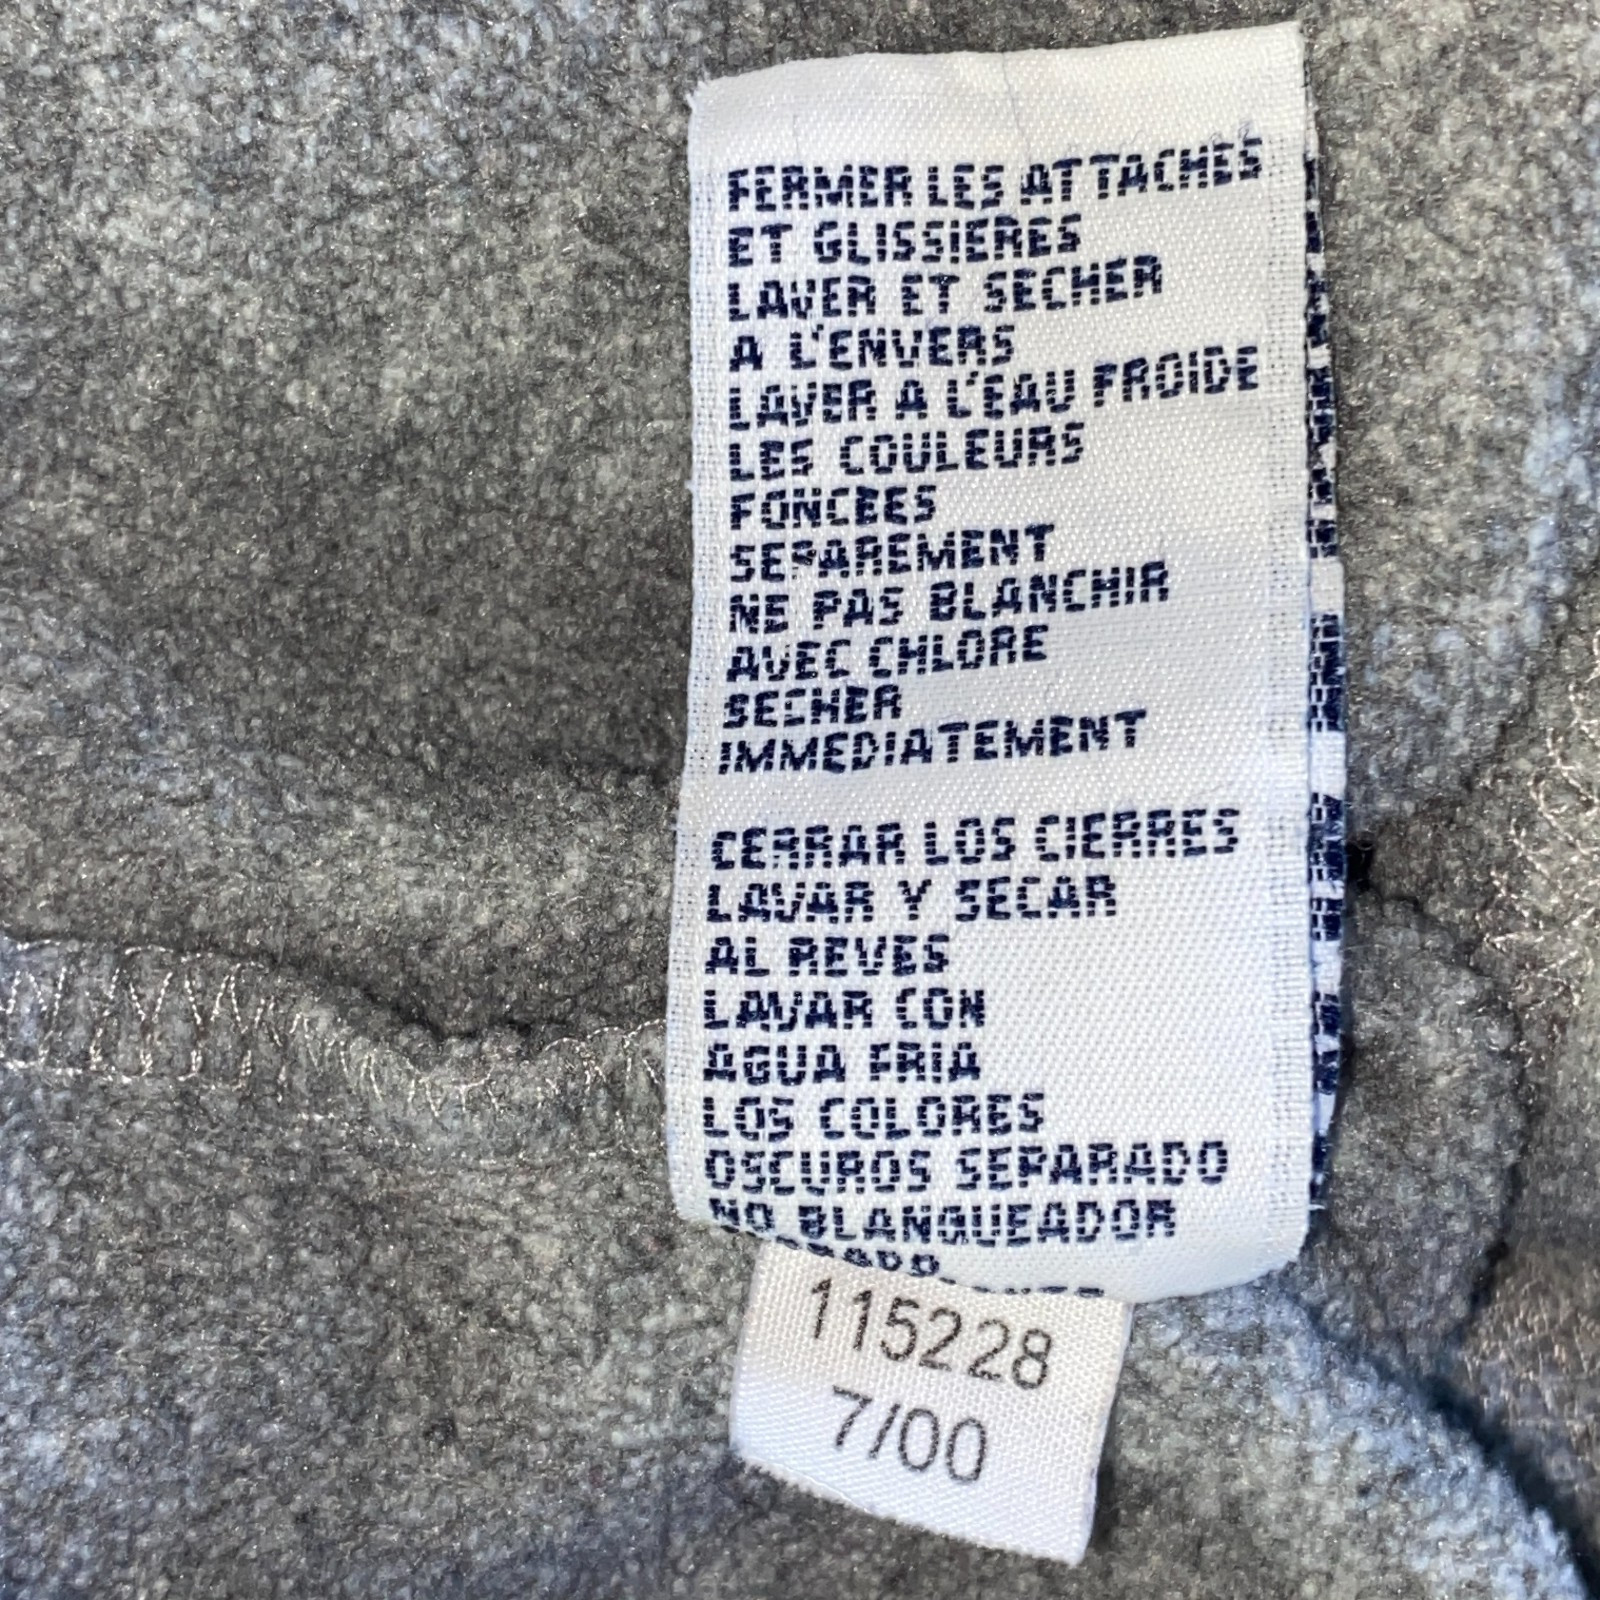 FERMER LES ATTACHES
ET GLISSIERES
LAVER ET SECHER
A L'ENVERS
LAVER A L'EAU FROIDE
LES COULEURS
FONCEES
SEPAREMENT
NE PAS BLANCHIR
AVEC CHLORE
SECHER
IMMEDIATEMENT
CERRAR LOS CIERRES
LAVAR Y SECAR
AL REVES
LAVAR CON
AGUA FRIA
LOS COLORES
OSCUROS SEPARADO
NO BLANQUEADOR
115228
7/00